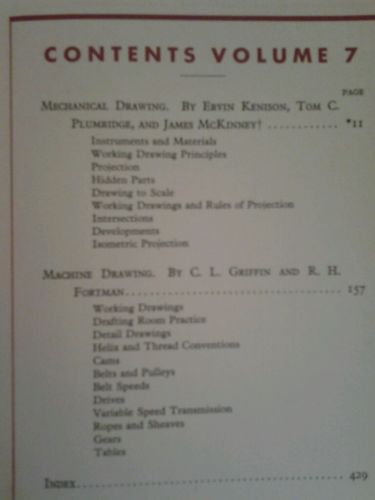 CONTENTS VOLUME 7
PAGE
MECHANICAL DRAWING. BY ERVIN KENISON, TOM C.
PLUMRIDGE, AND JAMES MCKINNEY† ............ *11
Instruments and Materials
Working Drawing Principles
Projection
Hidden Parts
Drawing to Scale
Working Drawings and Rules of Projection
Intersections
Developments
Isometric Projection
MACHINE DRAWING. BY C. L. GRIFFIN AND R. H.
FORTMAN.............................. 157
Working Drawings
Drafting Room Practice
Detail Drawings
Helix and Thread Conventions
Cams
Belts and Pulleys
Belt Speeds
Drives
Variable Speed Transmission
Ropes and Sheaves
Gears
Tables
INDEX...................................... 429